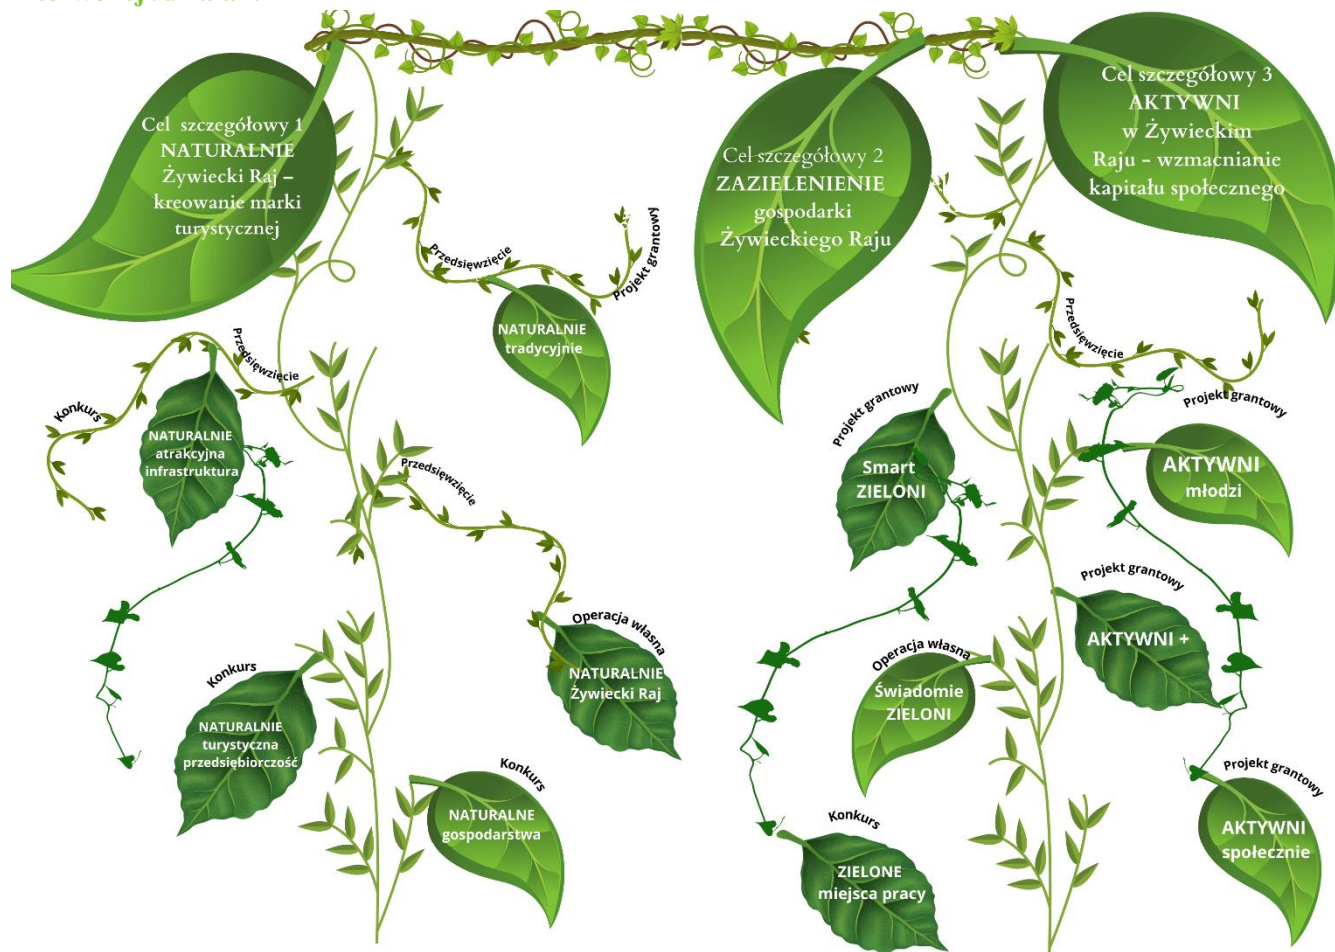 Cel szczegółowy 1
NATURALNIE
Żywiecki Raj –
kreowanie marki
turystycznej
Cel szczegółowy 2
ZAZIELENIENIE
gospodarki
Żywieckiego Raju
Cel szczegółowy 3
AKTYWNI
w Żywieckim
Raju - wzmacnianie
kapitału społecznego
Przedsięwzięcie
Projekt grantowy
NATURALNIE
tradycyjnie
Przedsięwzięcie
Konkurs
NATURALNIE
atrakcyjna
infrastruktura
Przedsięwzięcie
Operacja własna
NATURALNIE
Żywiecki Raj
Konkurs
NATURALNIE
turystyczna
przedsiębiorczość
Konkurs
NATURALNE
gospodarstwa
Projekt grantowy
Smart
ZIELONI
Operacja własna
Świadomie
ZIELONI
Konkurs
ZIELONE
miejsca pracy
Przedsięwzięcie
Projekt grantowy
AKTYWNI
młodzi
Projekt grantowy
AKTYWNI +
Projekt grantowy
AKTYWNI
społecznie